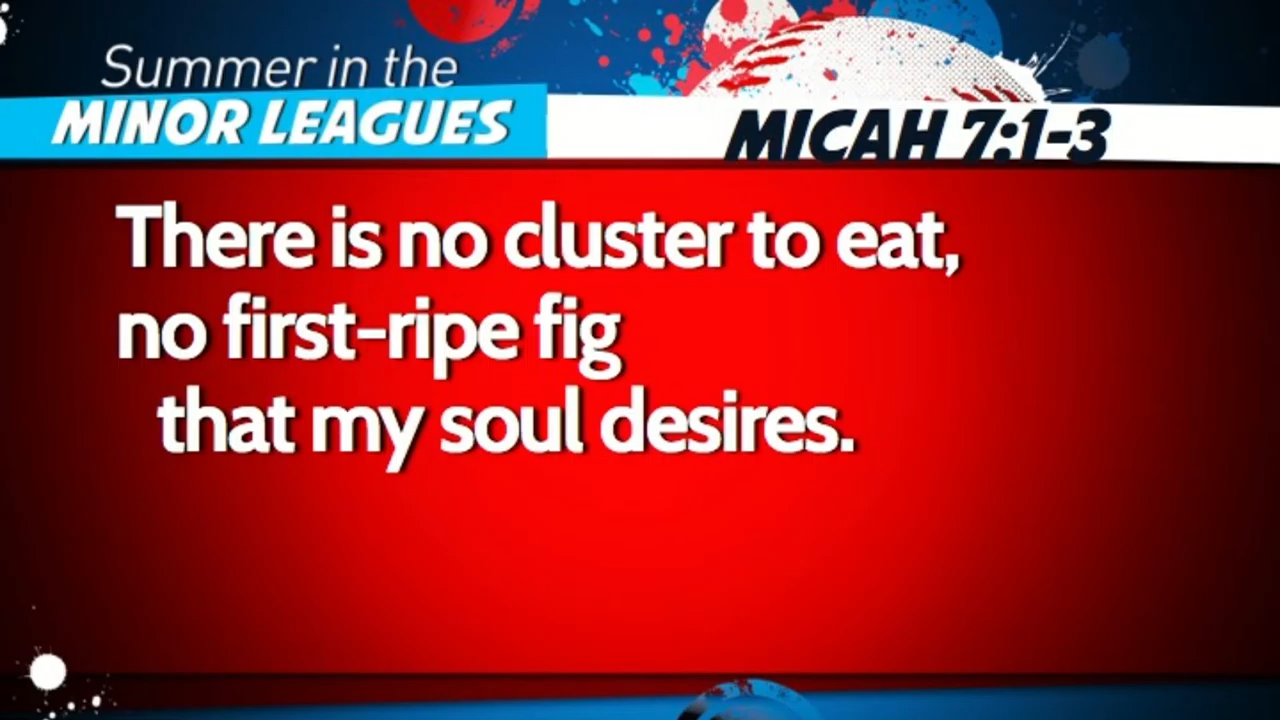 Summer in the
MINOR LEAGUES
MICAH 7:1-3
There is no cluster to eat,
no first-ripe fig
that my soul desires.